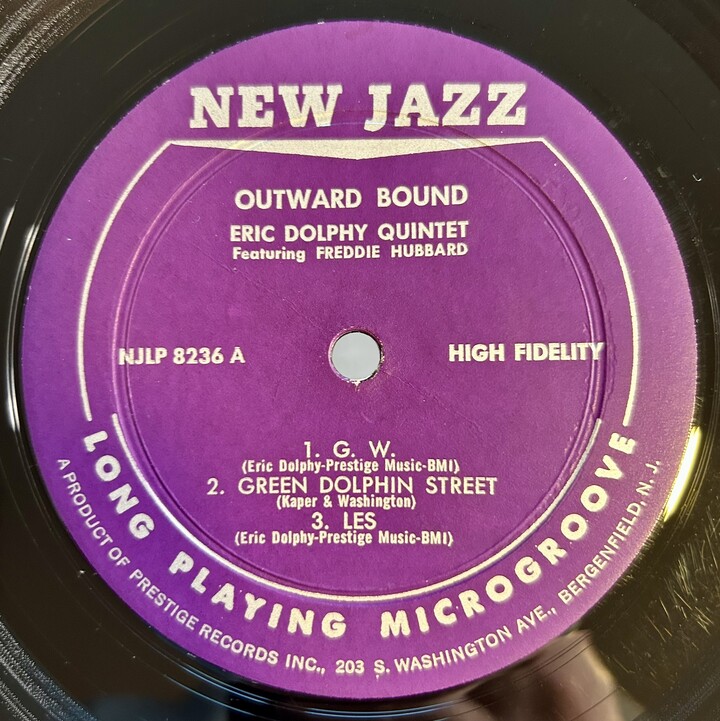 NEW JAZZ
OUTWARD BOUND
ERIC DOLPHY QUINTET
Featuring FREDDIE HUBBARD
NJLP 8236 A
HIGH FIDELITY
1. G. W.
(Eric Dolphy-Prestige Music-BMI)
2. GREEN DOLPHIN STREET
(Kaper & Washington)
3. LES
(Eric Dolphy-Prestige Music-BMI)
LONG PLAYING MICROGROOVE
A PRODUCT OF PRESTIGE RECORDS INC., 203 S. WASHINGTON AVE., BERGENFIELD, N. J.